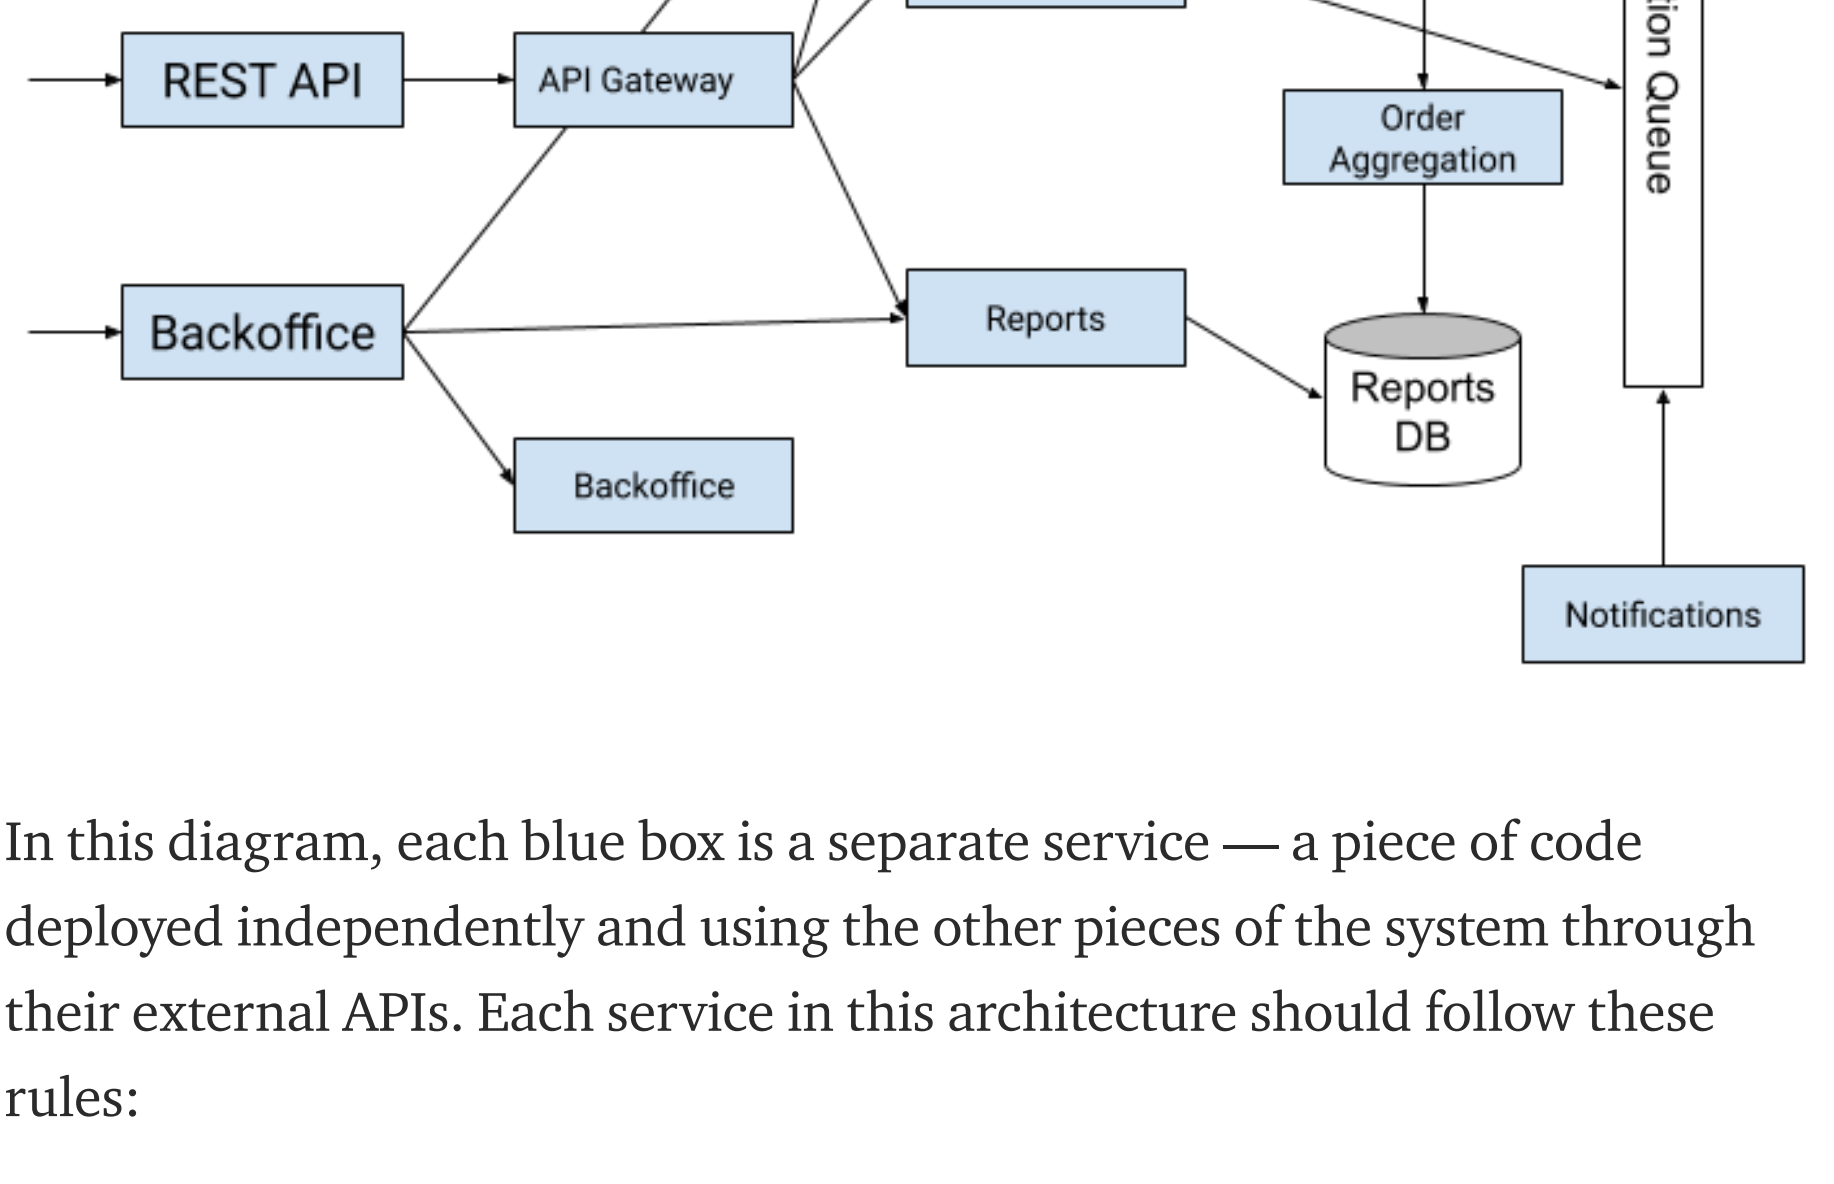 REST API
API Gateway
Order
Aggregation
Queue
Backoffice
Reports
Reports
DB
Backoffice
Notifications
In this diagram, each blue box is a separate service — a piece of code
deployed independently and using the other pieces of the system through
their external APIs. Each service in this architecture should follow these
rules: